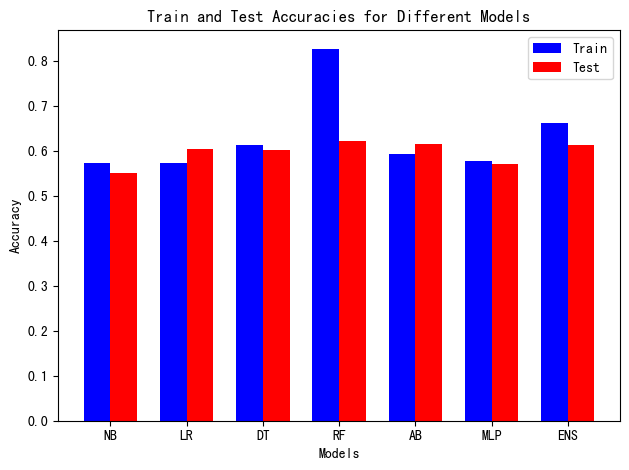 Train and Test Accuracies for Different Models
Train
Test
Accuracy
0.8
0.7
0.6
0.5
0.4
0.3
0.2
0.1
0.0
NB LR DT RF AB MLP ENS
Models